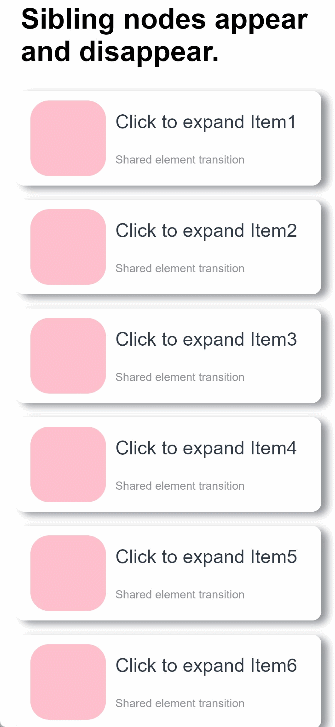 Sibling nodes appear
and disappear.
Click to expand Item1
Shared element transition
Click to expand Item2
Shared element transition
Click to expand Item3
Shared element transition
Click to expand Item4
Shared element transition
Click to expand Item5
Shared element transition
Click to expand Item6
Shared element transition